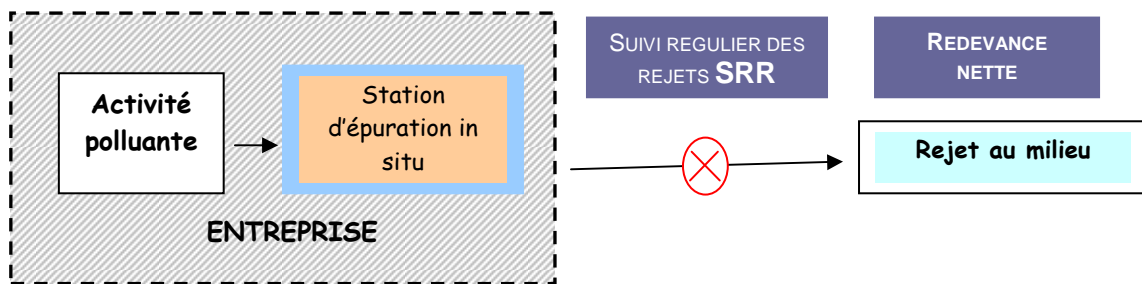 Activité
polluante
Station
d'épuration in
situ
ENTREPRISE
SUIVI REGULIER DES
REJETS SRR
REDEVANCE
NETTE
Rejet au milieu